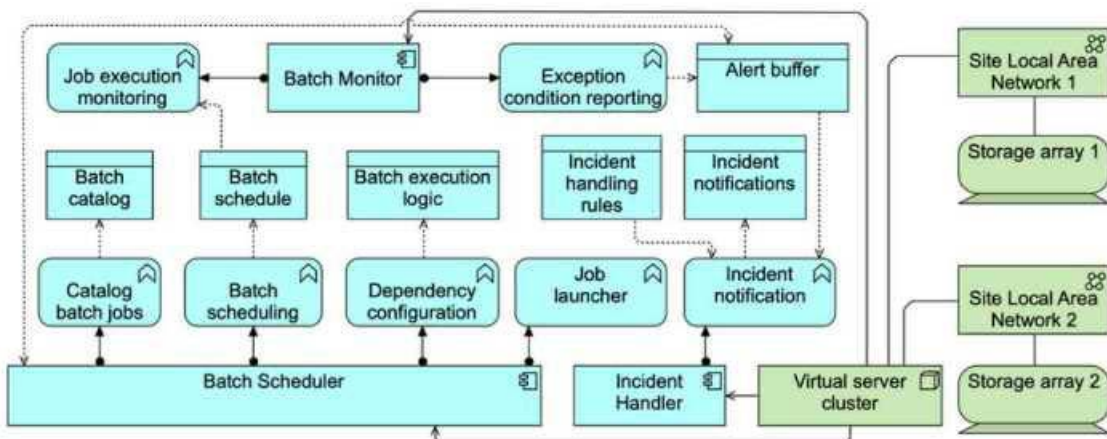 Job execution
monitoring
Batch Monitor
Exception
condition reporting
Alert buffer
Site Local Area
Network 1
Storage array 1
Batch
catalog
Batch
schedule
Batch execution
logic
Incident
handling
rules
Incident
notifications
Catalog
batch jobs
Batch
scheduling
Dependency
configuration
Job
launcher
Incident
notification
Site Local Area
Network 2
Storage array 2
Batch Scheduler
Incident
Handler
Virtual server
cluster